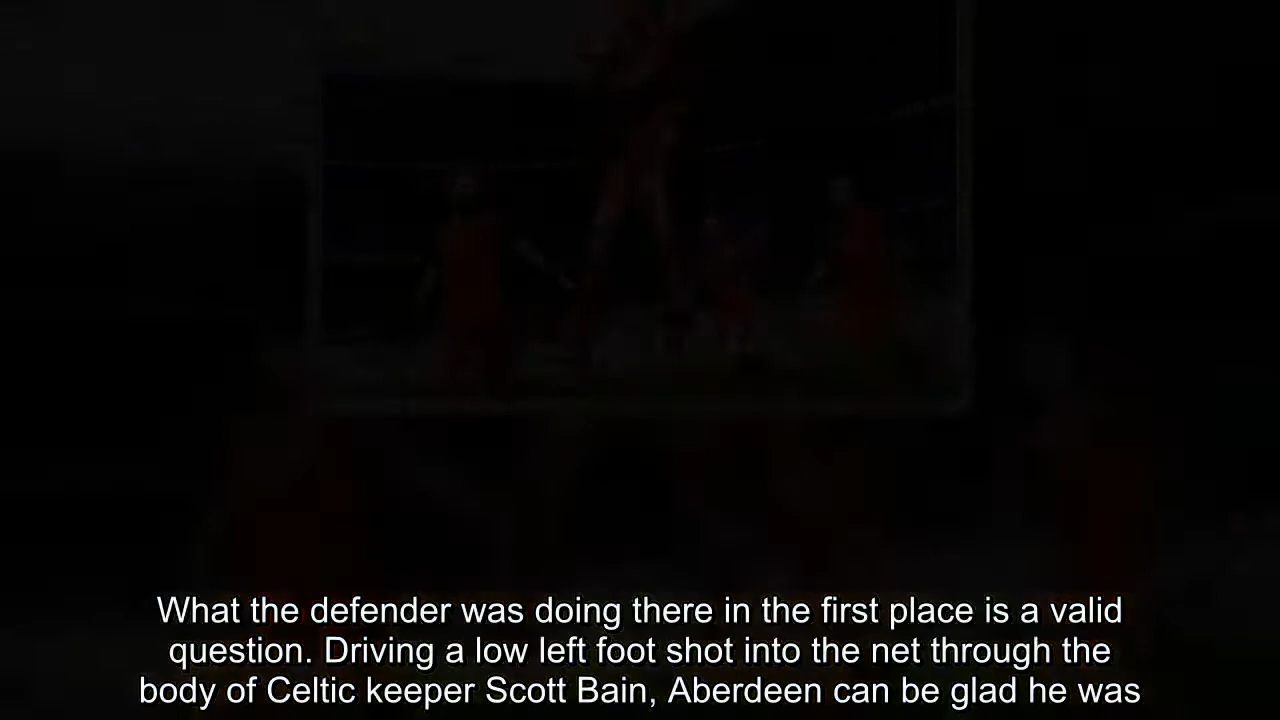 What the defender was doing there in the first place is a valid
question. Driving a low left foot shot into the net through the
body of Celtic keeper Scott Bain, Aberdeen can be glad he was